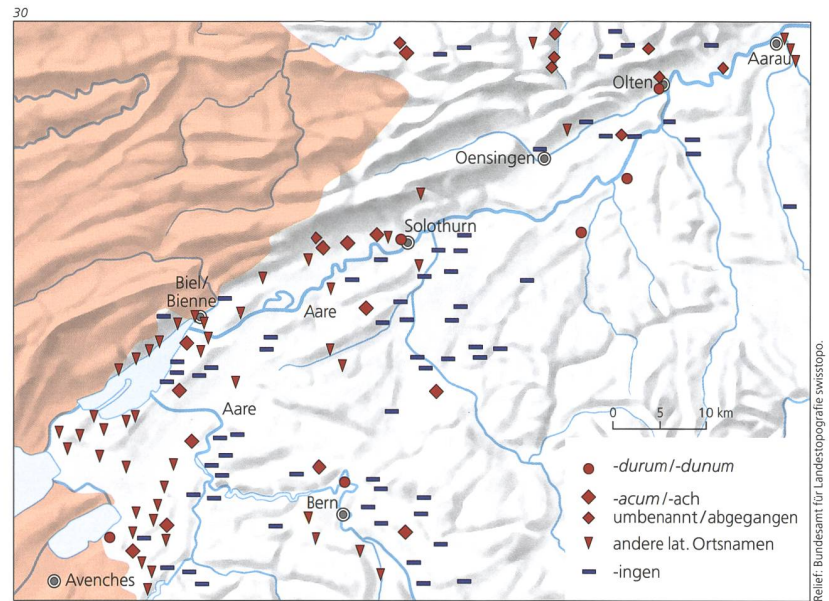 30
Aarau
Olten
Oensingen
Solothurn
Biel/
Bienne
Aare
Aare
0 5 10 km
-durum/-dunum
-acum/-ach
umbenannt/abgegangen
andere lat. Ortsnamen
-ingen
Bern
Avenches
Relief: Bundesamt für Landestopografie swisstopo.